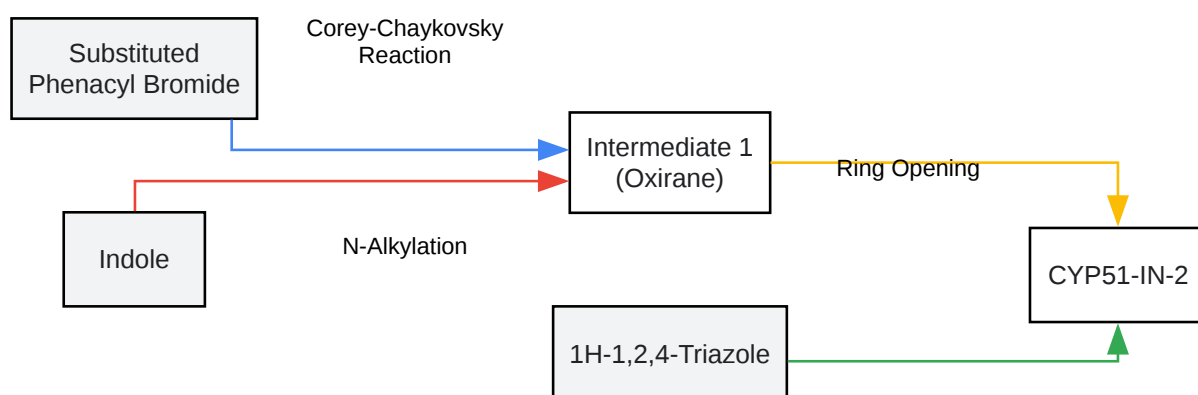 Corey-Chaykovsky
Reaction
Substituted
Phenacyl Bromide
Intermediate 1
(Oxirane)
Ring Opening
N-Alkylation
Indole
CYP51-IN-2
1H-1,2,4-Triazole